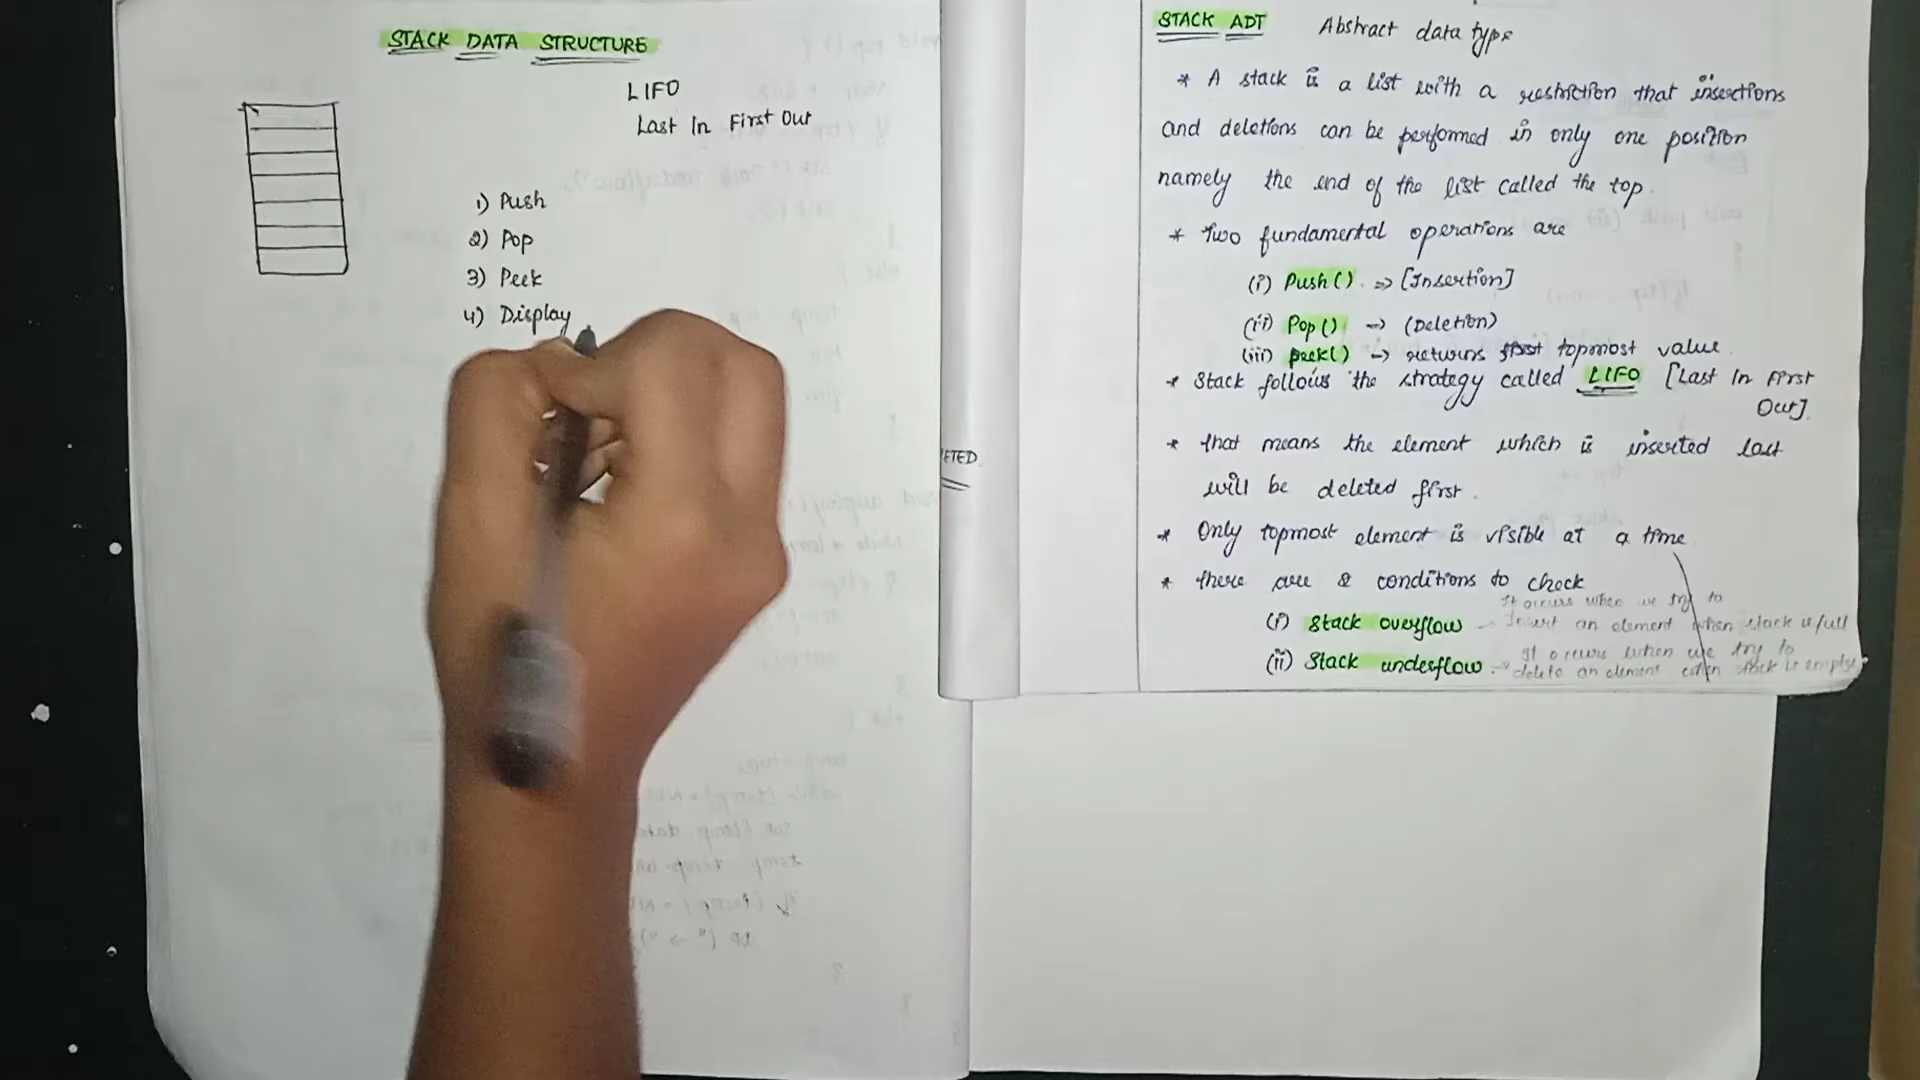 STACK DATA STRUCTURE
LIFO
Last In First Out
1) Push
2) Pop
3) Peek
4) Display
ETED.
STACK ADT Abstract data type
* A stack is a list with a restriction that insections
and deletions can be performed in only one position
namely the end of the list called the top.
* Two fundamental operations are
(i) Push() => [Insertion]
(ii) Pop() -> (Deletion)
(iii) peek() -> returns topmost value
* Stack follows the strategy called LIFO [Last In First
Out].
* that means the element which is inserted last
will be deleted first.
* Only topmost element is visible at a time
* there are 2 conditions to check
It occurs when we try to
(i) Stack overflow - Insert an element when stack is full
It occurs when we try to
(ii) Stack underflow -> delete an element when stack is empty